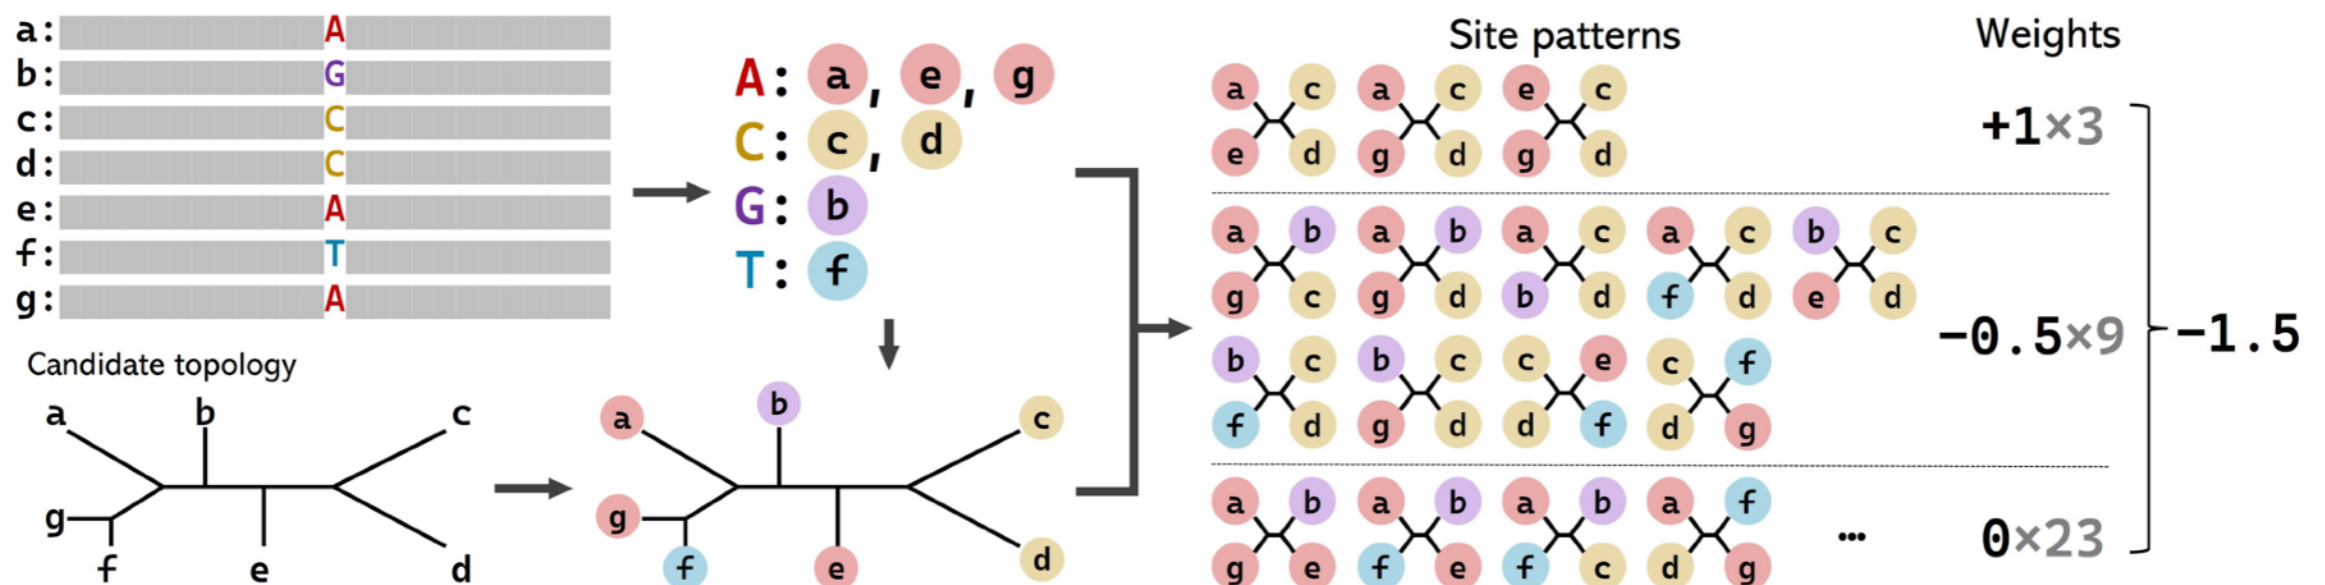 a: A
b: G
c: C
d: C
e: A
f: T
g: A
A: a, e, g
C: c, d
G: b
T: f
Candidate topology
a b c
g
f e d
a b c
g
f e d
Site patterns Weights
a c a c e c
e d g d g d
+1×3
a b a b a c a c b c
g c g d b d f d e d
b c b c c e c f
f d g d d f d g
−0.5×9
a b a b a b a f
g e f e f c d g
...
0×23
−1.5